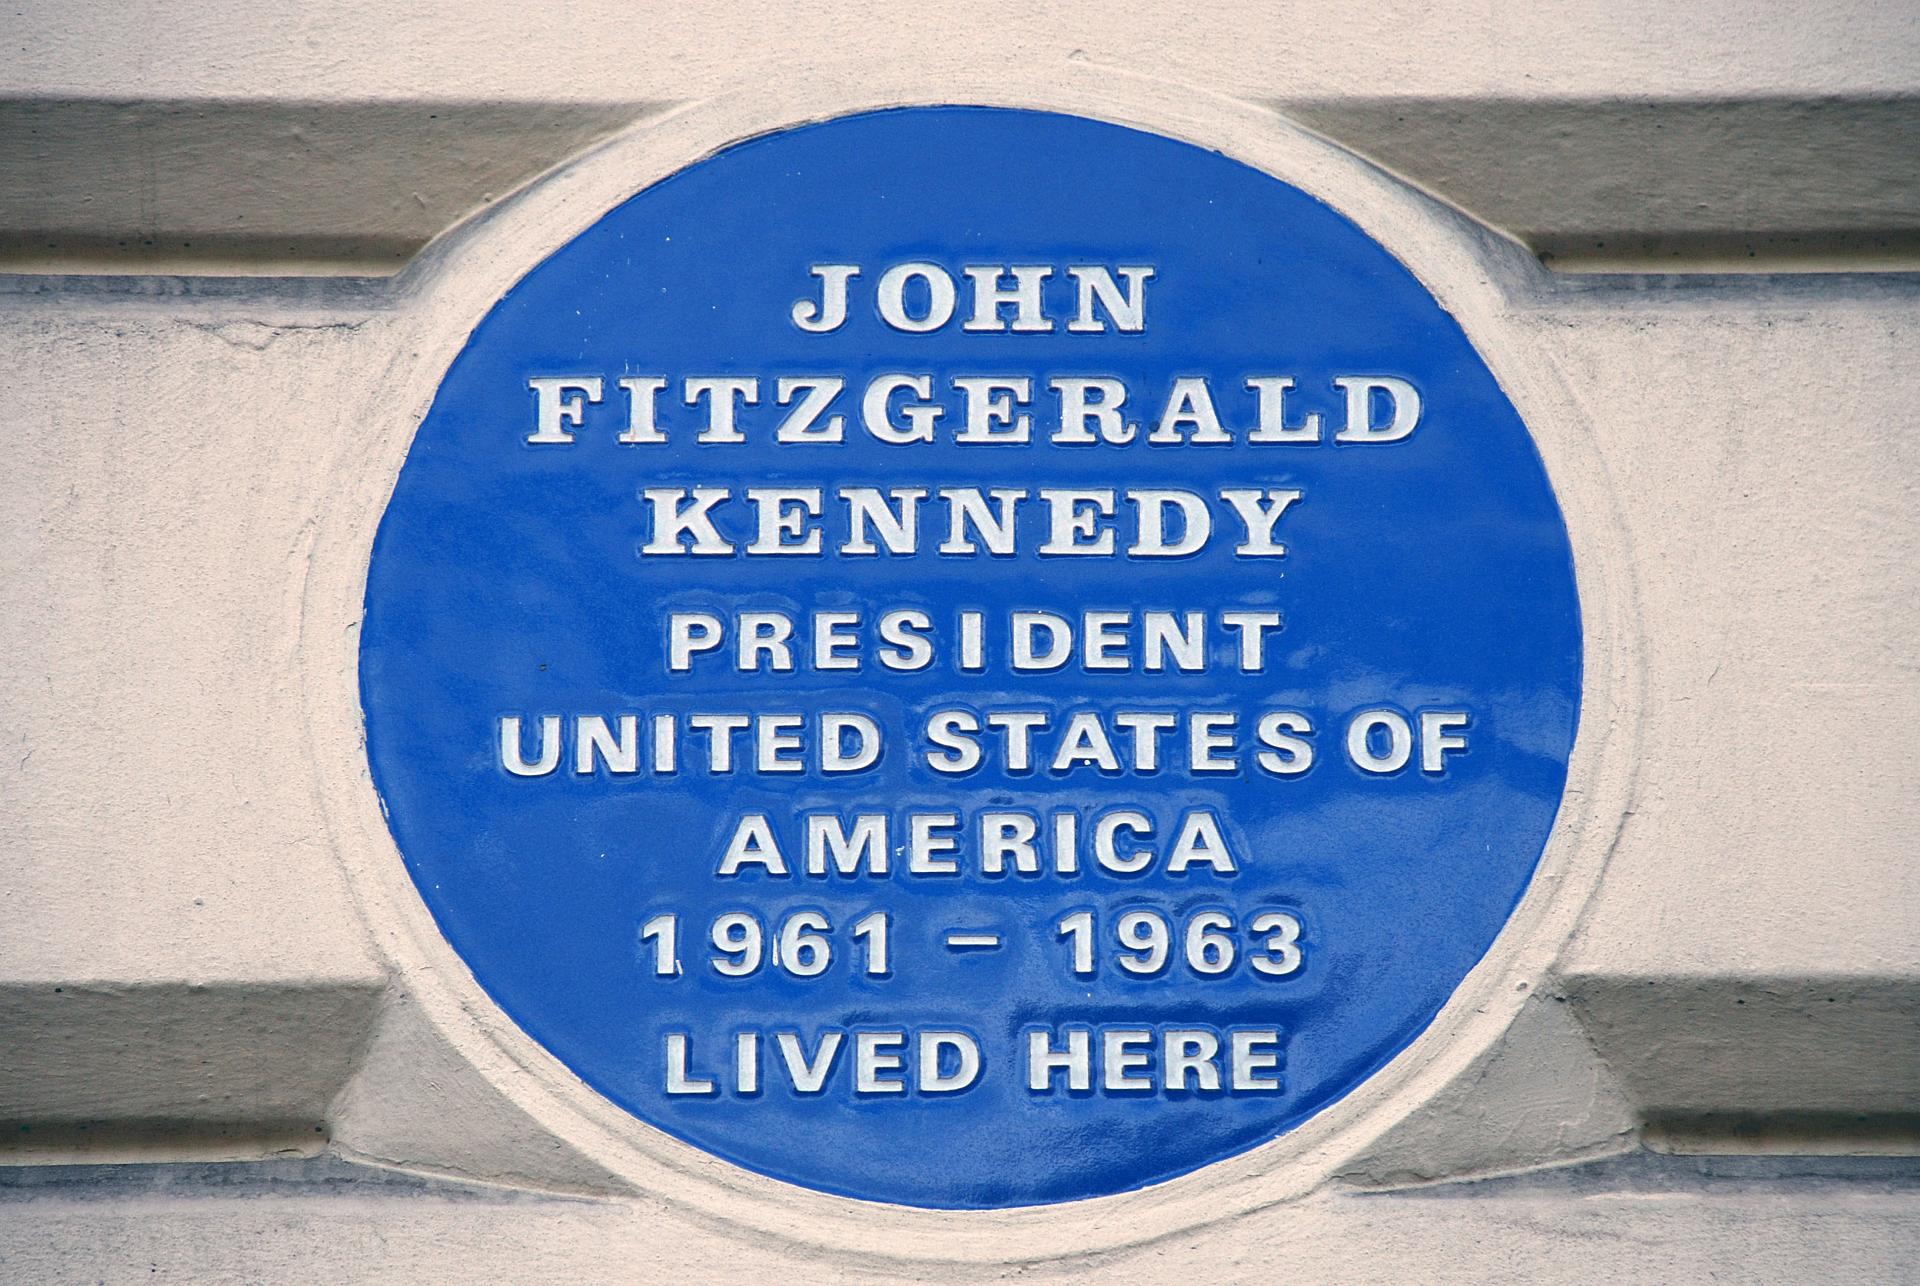 JOHN
FITZGERALD
KENNEDY
PRESIDENT
UNITED STATES OF
AMERICA
1961 – 1963
LIVED HERE